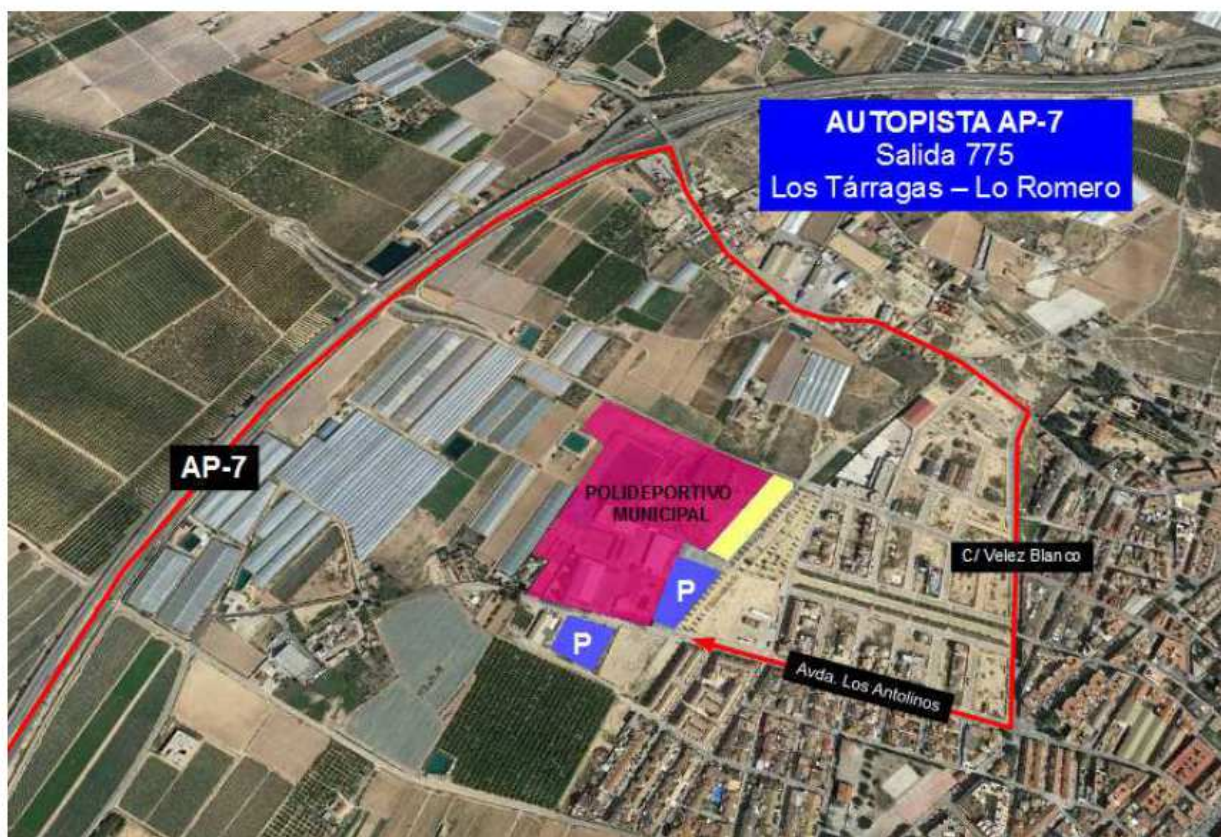 AUTOPISTA AP-7
Salida 775
Los Tárragas – Lo Romero
AP-7
POLIDEPORTIVO
MUNICIPAL
C/ Velez Blanco
P
P
Avda. Los Antolinos